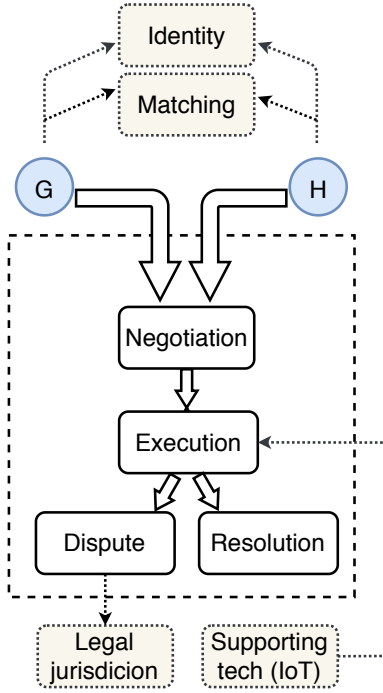 Identity
Matching
G
H
Negotiation
Execution
Dispute
Resolution
Legal
jurisdicion
Supporting
tech (IoT)